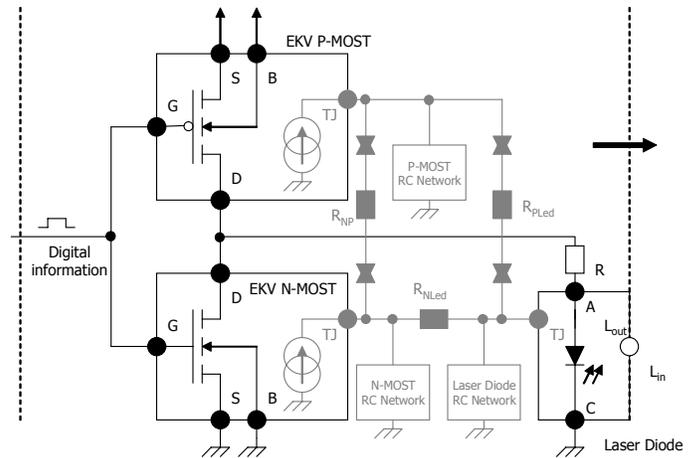 EKV P-MOST
S
B
G
TJ
D
P-MOST
RC Network
R_NP
R_PLed
Digital
information
R
EKV N-MOST
D
R_NLed
A
G
TJ
TJ
L_out
L_in
N-MOST
RC Network
Laser Diode
RC Network
S
B
C
Laser Diode